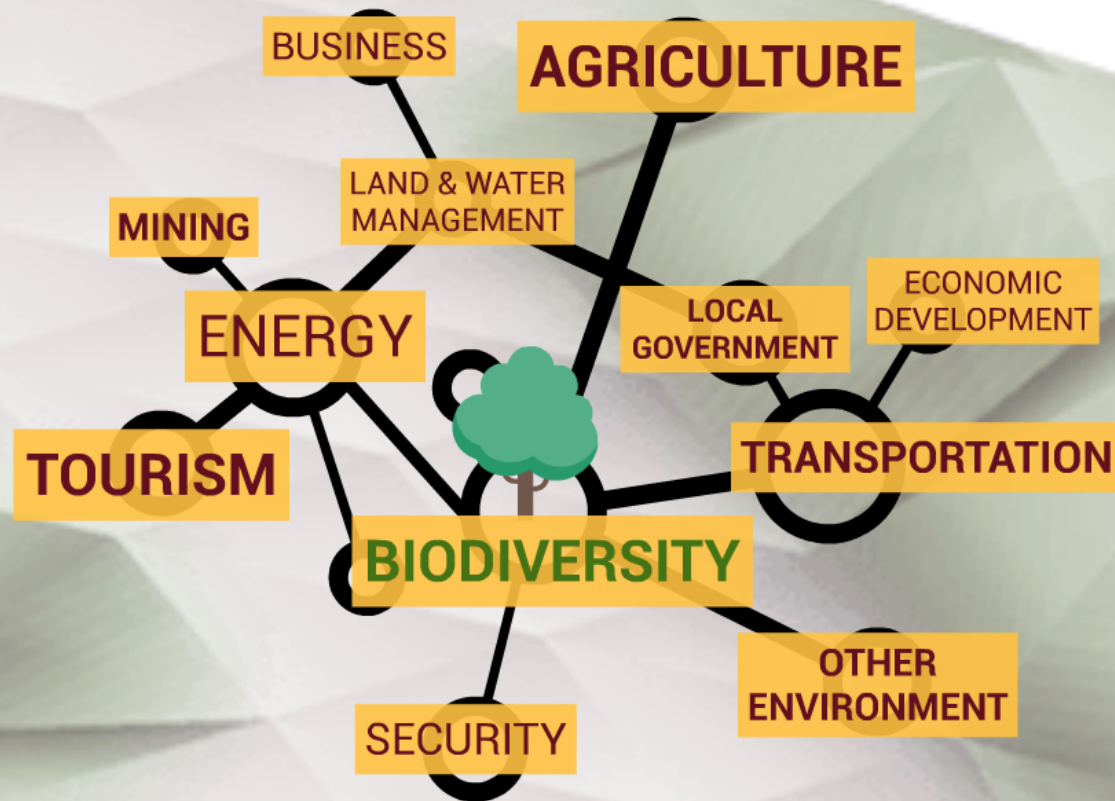 BUSINESS
AGRICULTURE
LAND & WATER
MANAGEMENT
MINING
ECONOMIC
DEVELOPMENT
LOCAL
GOVERNMENT
ENERGY
TRANSPORTATION
TOURISM
BIODIVERSITY
OTHER
ENVIRONMENT
SECURITY